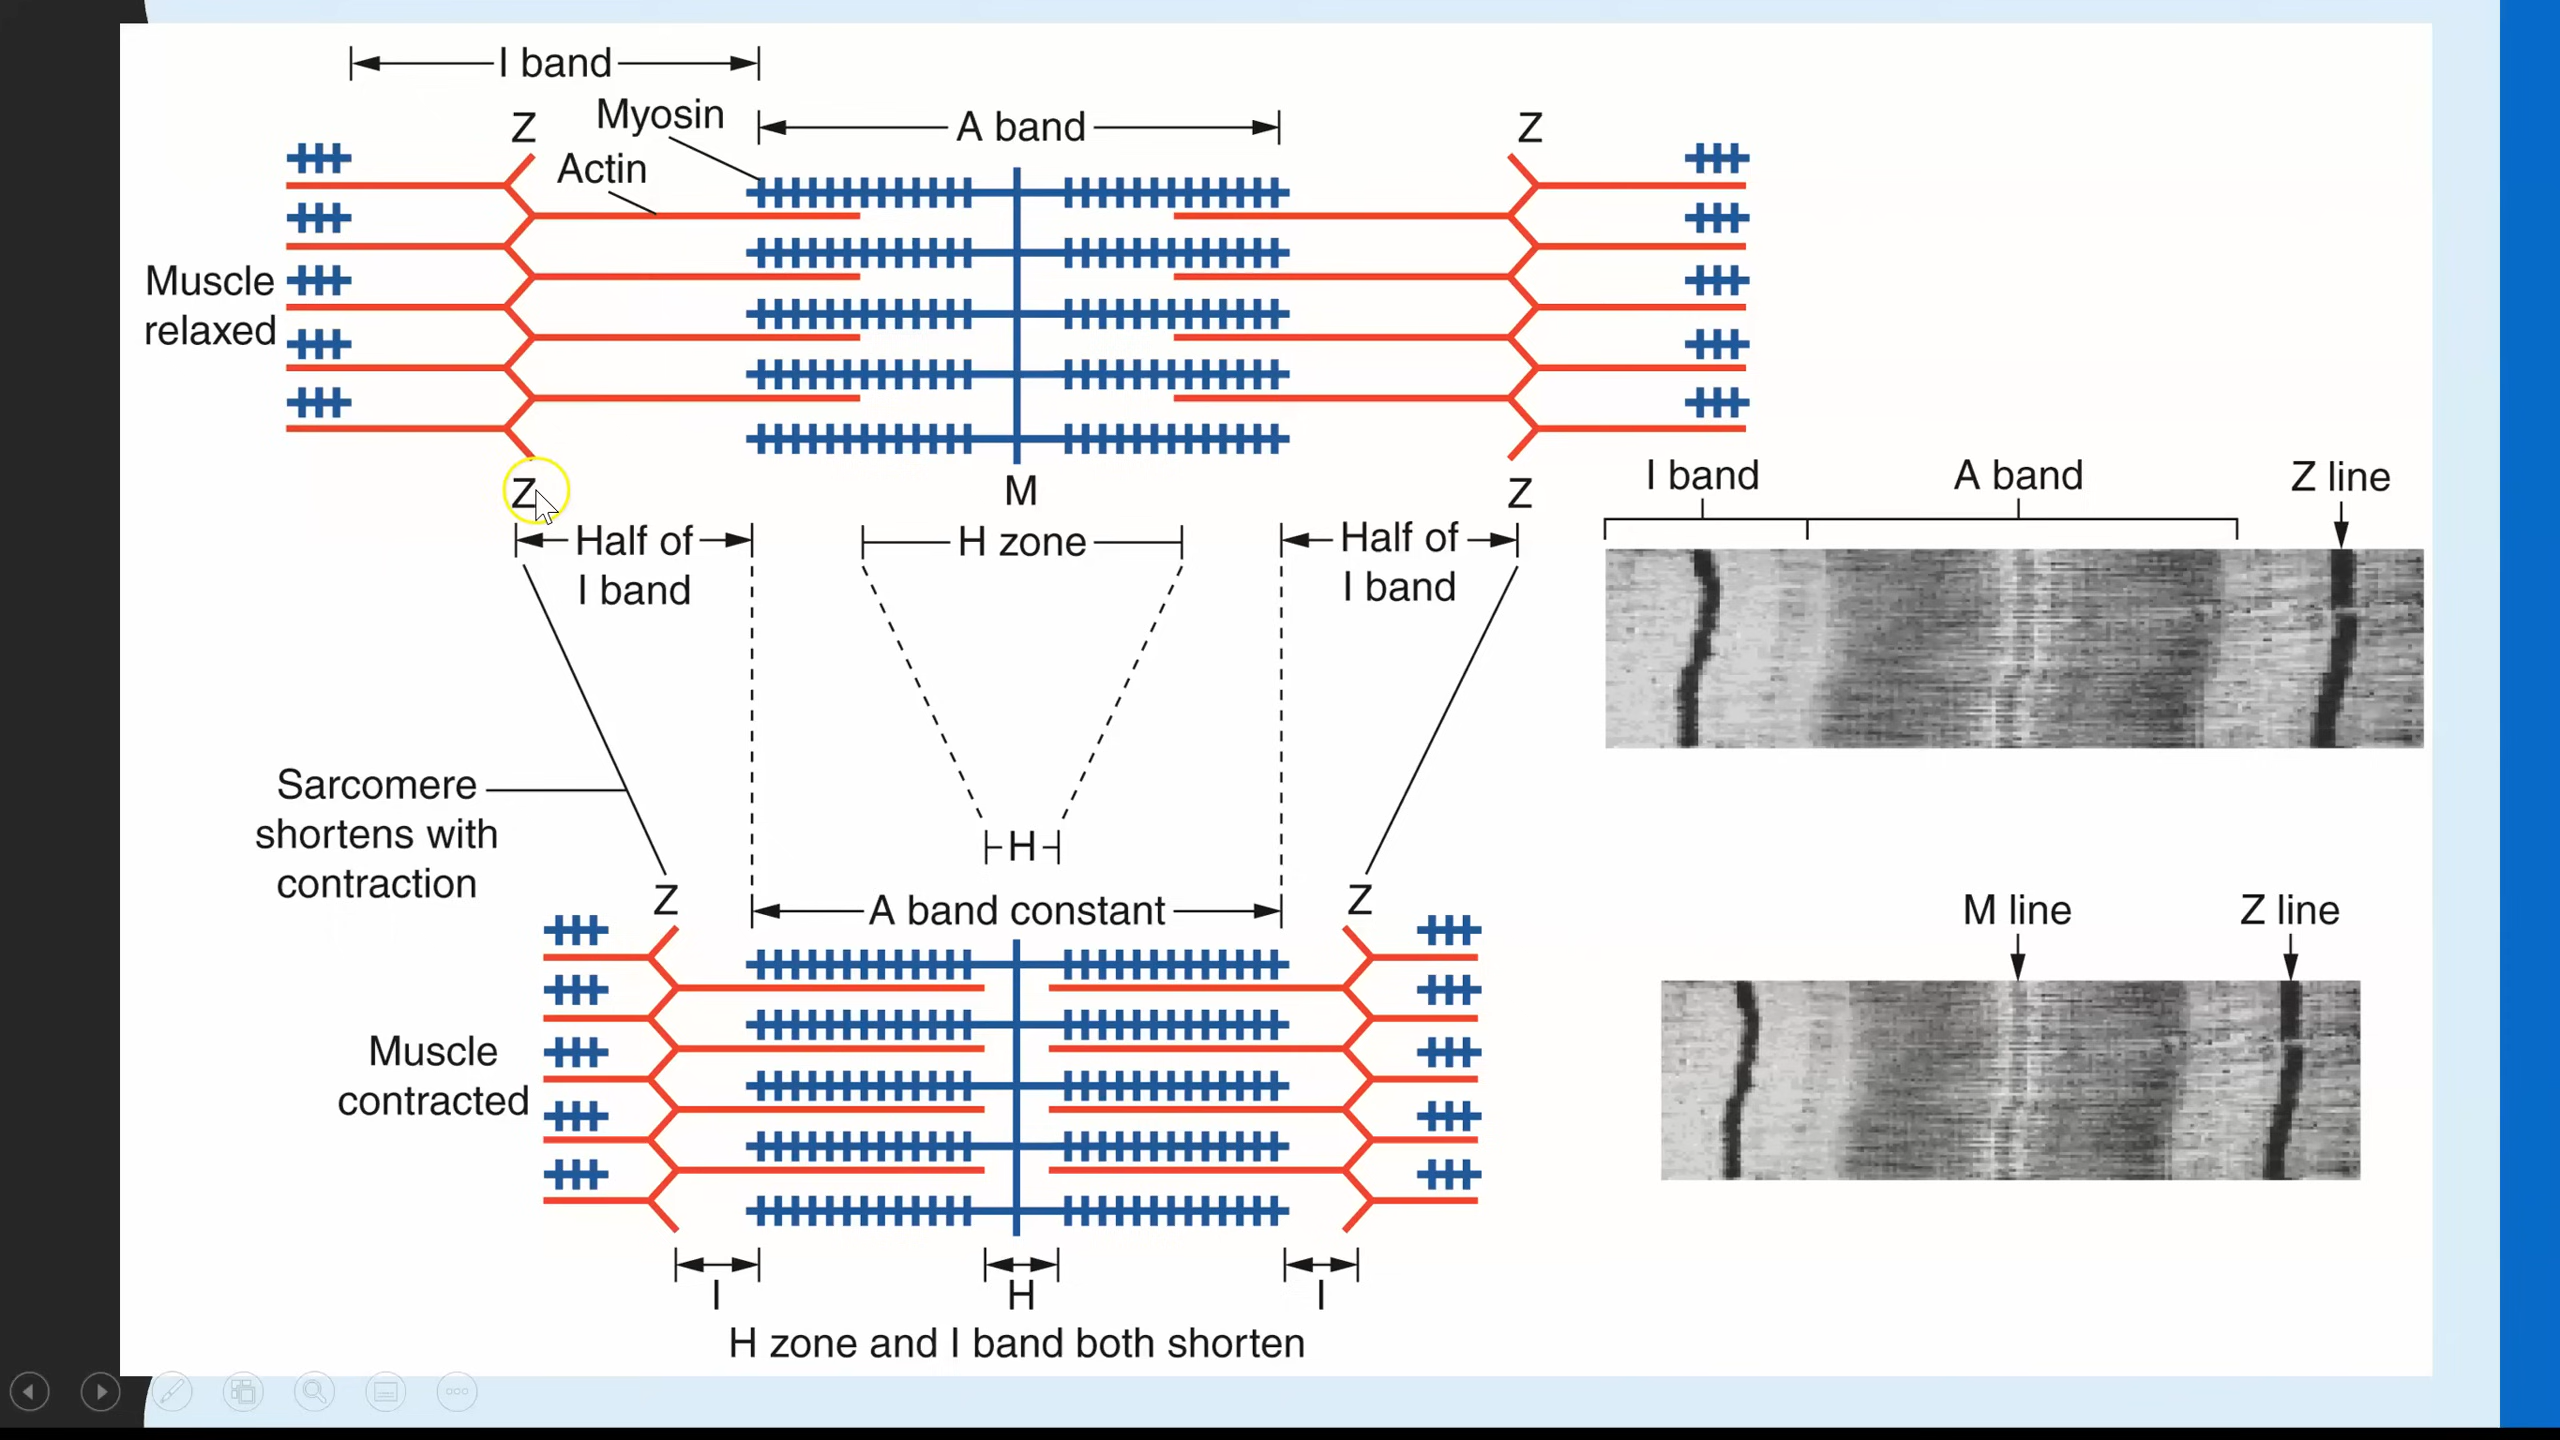 I band
Myosin
Z
A band
Z
Actin
Muscle
relaxed
Z
M
Z
I band
A band
Z line
Half of
I band
H zone
Half of
I band
Sarcomere
shortens with
contraction
H
Z
A band constant
Z
M line
Z line
Muscle
contracted
I
H
I
H zone and I band both shorten